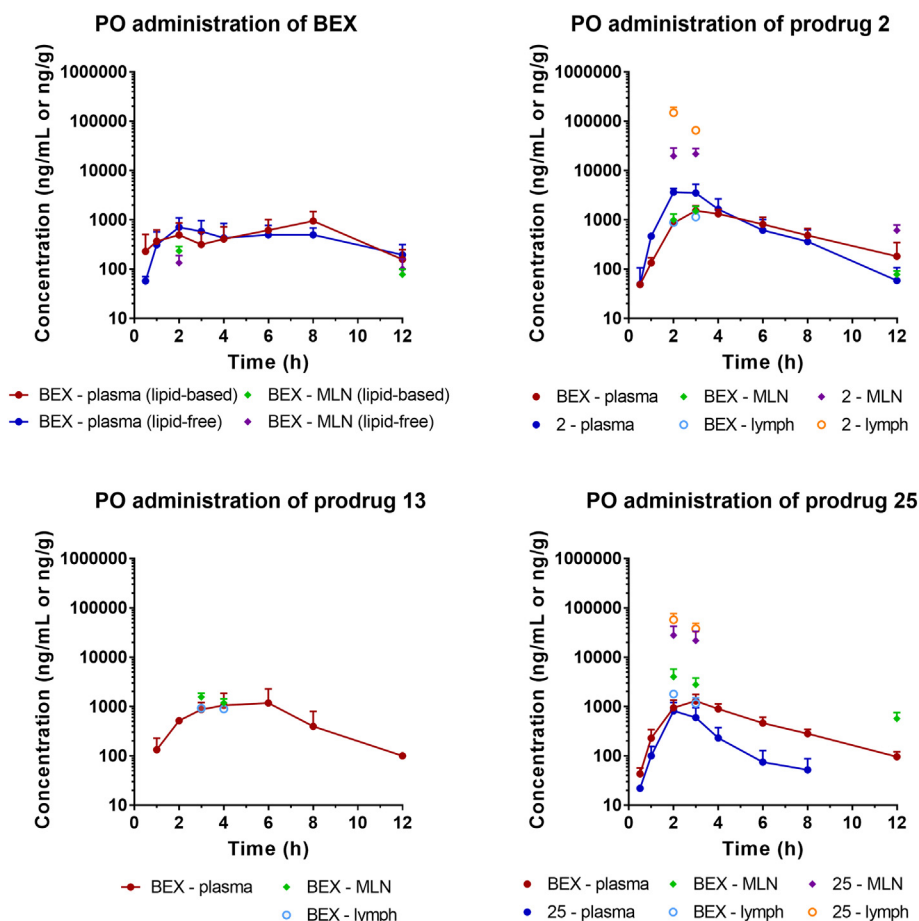 PO administration of BEX
Concentration (ng/mL or ng/g)
1000000
100000
10000
1000
100
10
0 2 4 6 8 10 12
Time (h)
BEX - plasma (lipid-based) BEX - MLN (lipid-based)
BEX - plasma (lipid-free) BEX - MLN (lipid-free)
PO administration of prodrug 2
Concentration (ng/mL or ng/g)
1000000
100000
10000
1000
100
10
0 2 4 6 8 10 12
Time (h)
BEX - plasma BEX - MLN 2 - MLN
2 - plasma BEX - lymph 2 - lymph
PO administration of prodrug 13
Concentration (ng/mL or ng/g)
1000000
100000
10000
1000
100
10
0 2 4 6 8 10 12
Time (h)
BEX - plasma BEX - MLN
BEX - lymph
PO administration of prodrug 25
Concentration (ng/mL or ng/g)
1000000
100000
10000
1000
100
10
0 2 4 6 8 10 12
Time (h)
BEX - plasma BEX - MLN 25 - MLN
25 - plasma BEX - lymph 25 - lymph